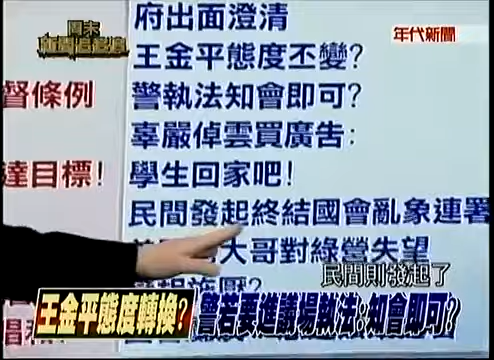 周末
新聞追追追
年代新聞
府出面澄清
王金平態度丕變?
督條例
警執法知會即可?
辜嚴倬雲買廣告:
達目標!
學生回家吧!
民間發起終結國會亂象連署
大哥對綠營失望
民間則發起了
王金平態度轉換?
警若要進議場執法:知會即可?